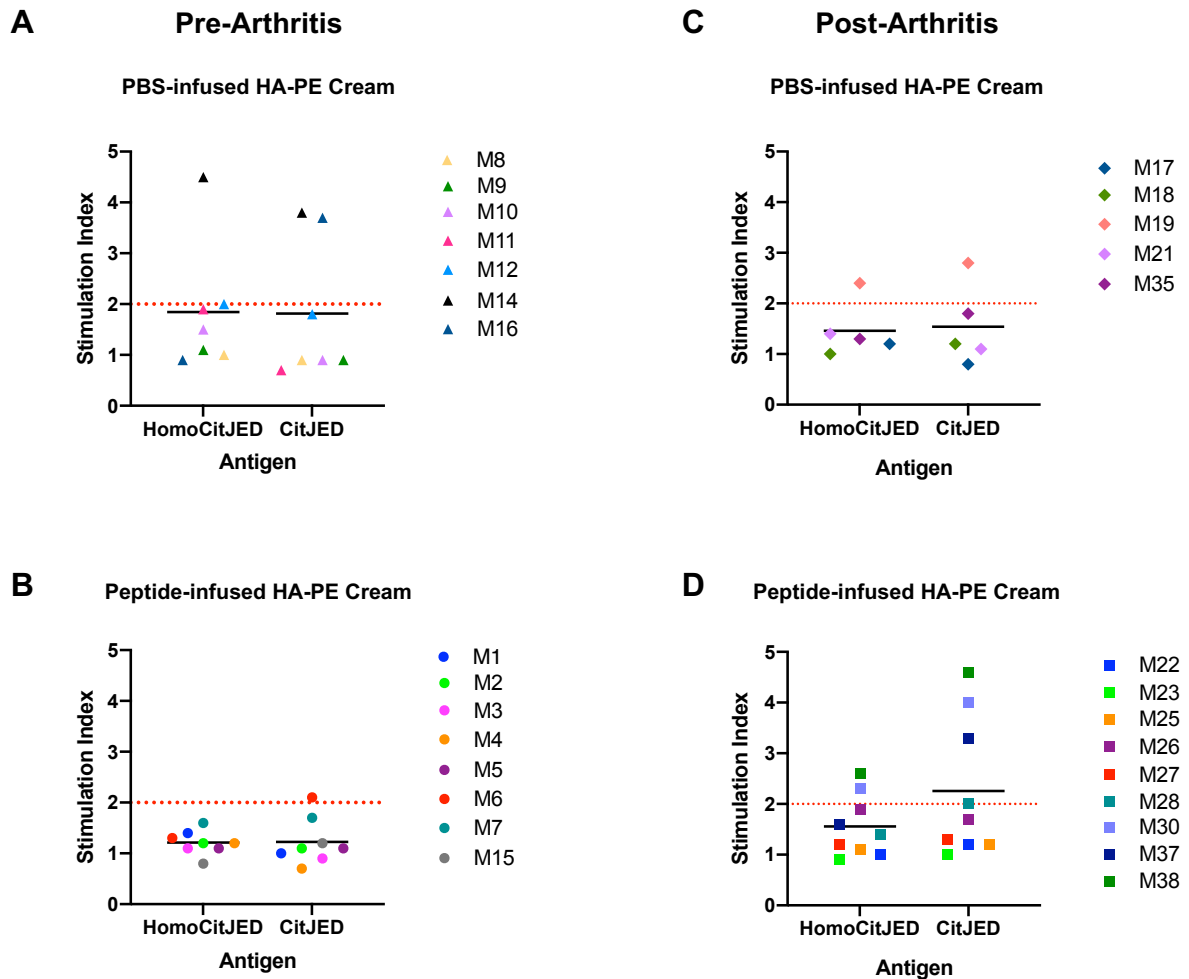 A
Pre-Arthritis
PBS-infused HA-PE Cream
Stimulation Index
5
4
3
2
1
0
HomoCitJED
CitJED
Antigen
M8
M9
M10
M11
M12
M14
M16
C
Post-Arthritis
PBS-infused HA-PE Cream
Stimulation Index
5
4
3
2
1
0
HomoCitJED
CitJED
Antigen
M17
M18
M19
M21
M35
B
Peptide-infused HA-PE Cream
Stimulation Index
5
4
3
2
1
0
HomoCitJED
CitJED
Antigen
M1
M2
M3
M4
M5
M6
M7
M15
D
Peptide-infused HA-PE Cream
Stimulation Index
5
4
3
2
1
0
HomoCitJED
CitJED
Antigen
M22
M23
M25
M26
M27
M28
M30
M37
M38